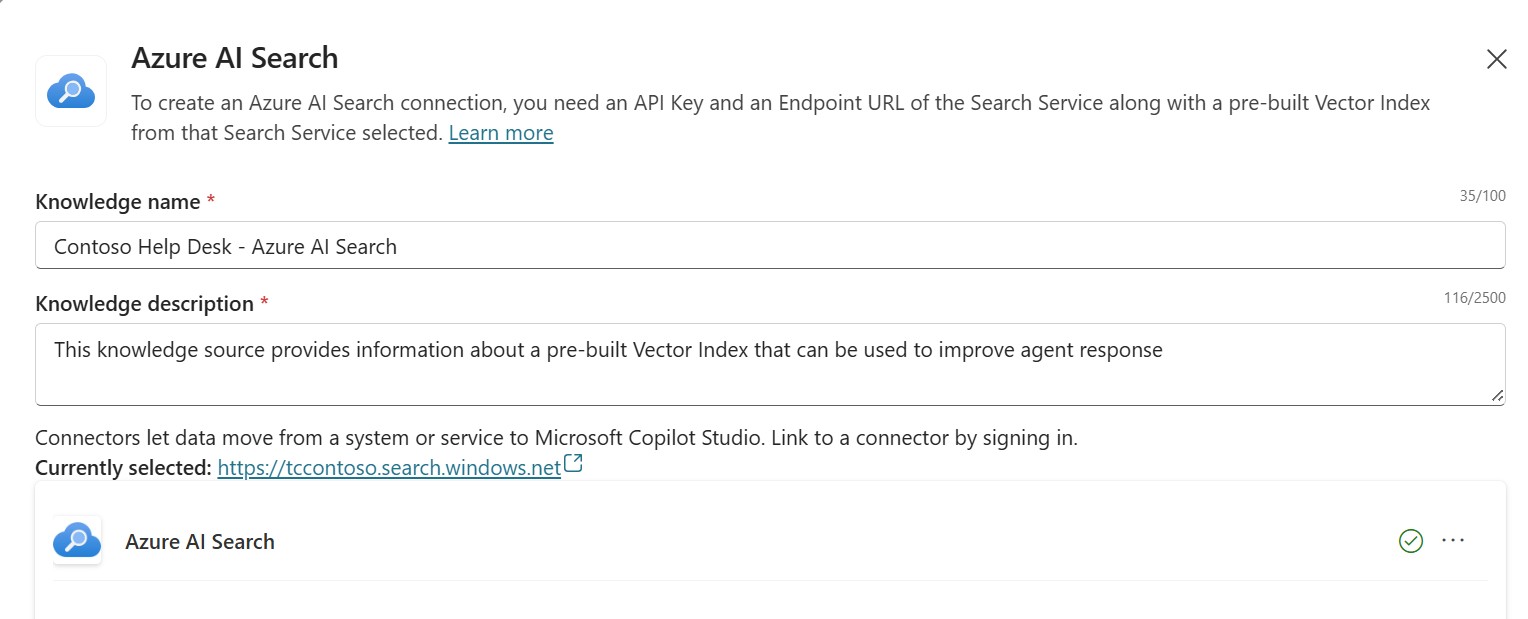 Azure AI Search
To create an Azure AI Search connection, you need an API Key and an Endpoint URL of the Search Service along with a pre-built Vector Index
from that Search Service selected. Learn more
Knowledge name *
35/100
Contoso Help Desk - Azure AI Search
Knowledge description *
116/2500
This knowledge source provides information about a pre-built Vector Index that can be used to improve agent response
Connectors let data move from a system or service to Microsoft Copilot Studio. Link to a connector by signing in.
Currently selected: https://tccontoso.search.windows.net
Azure AI Search